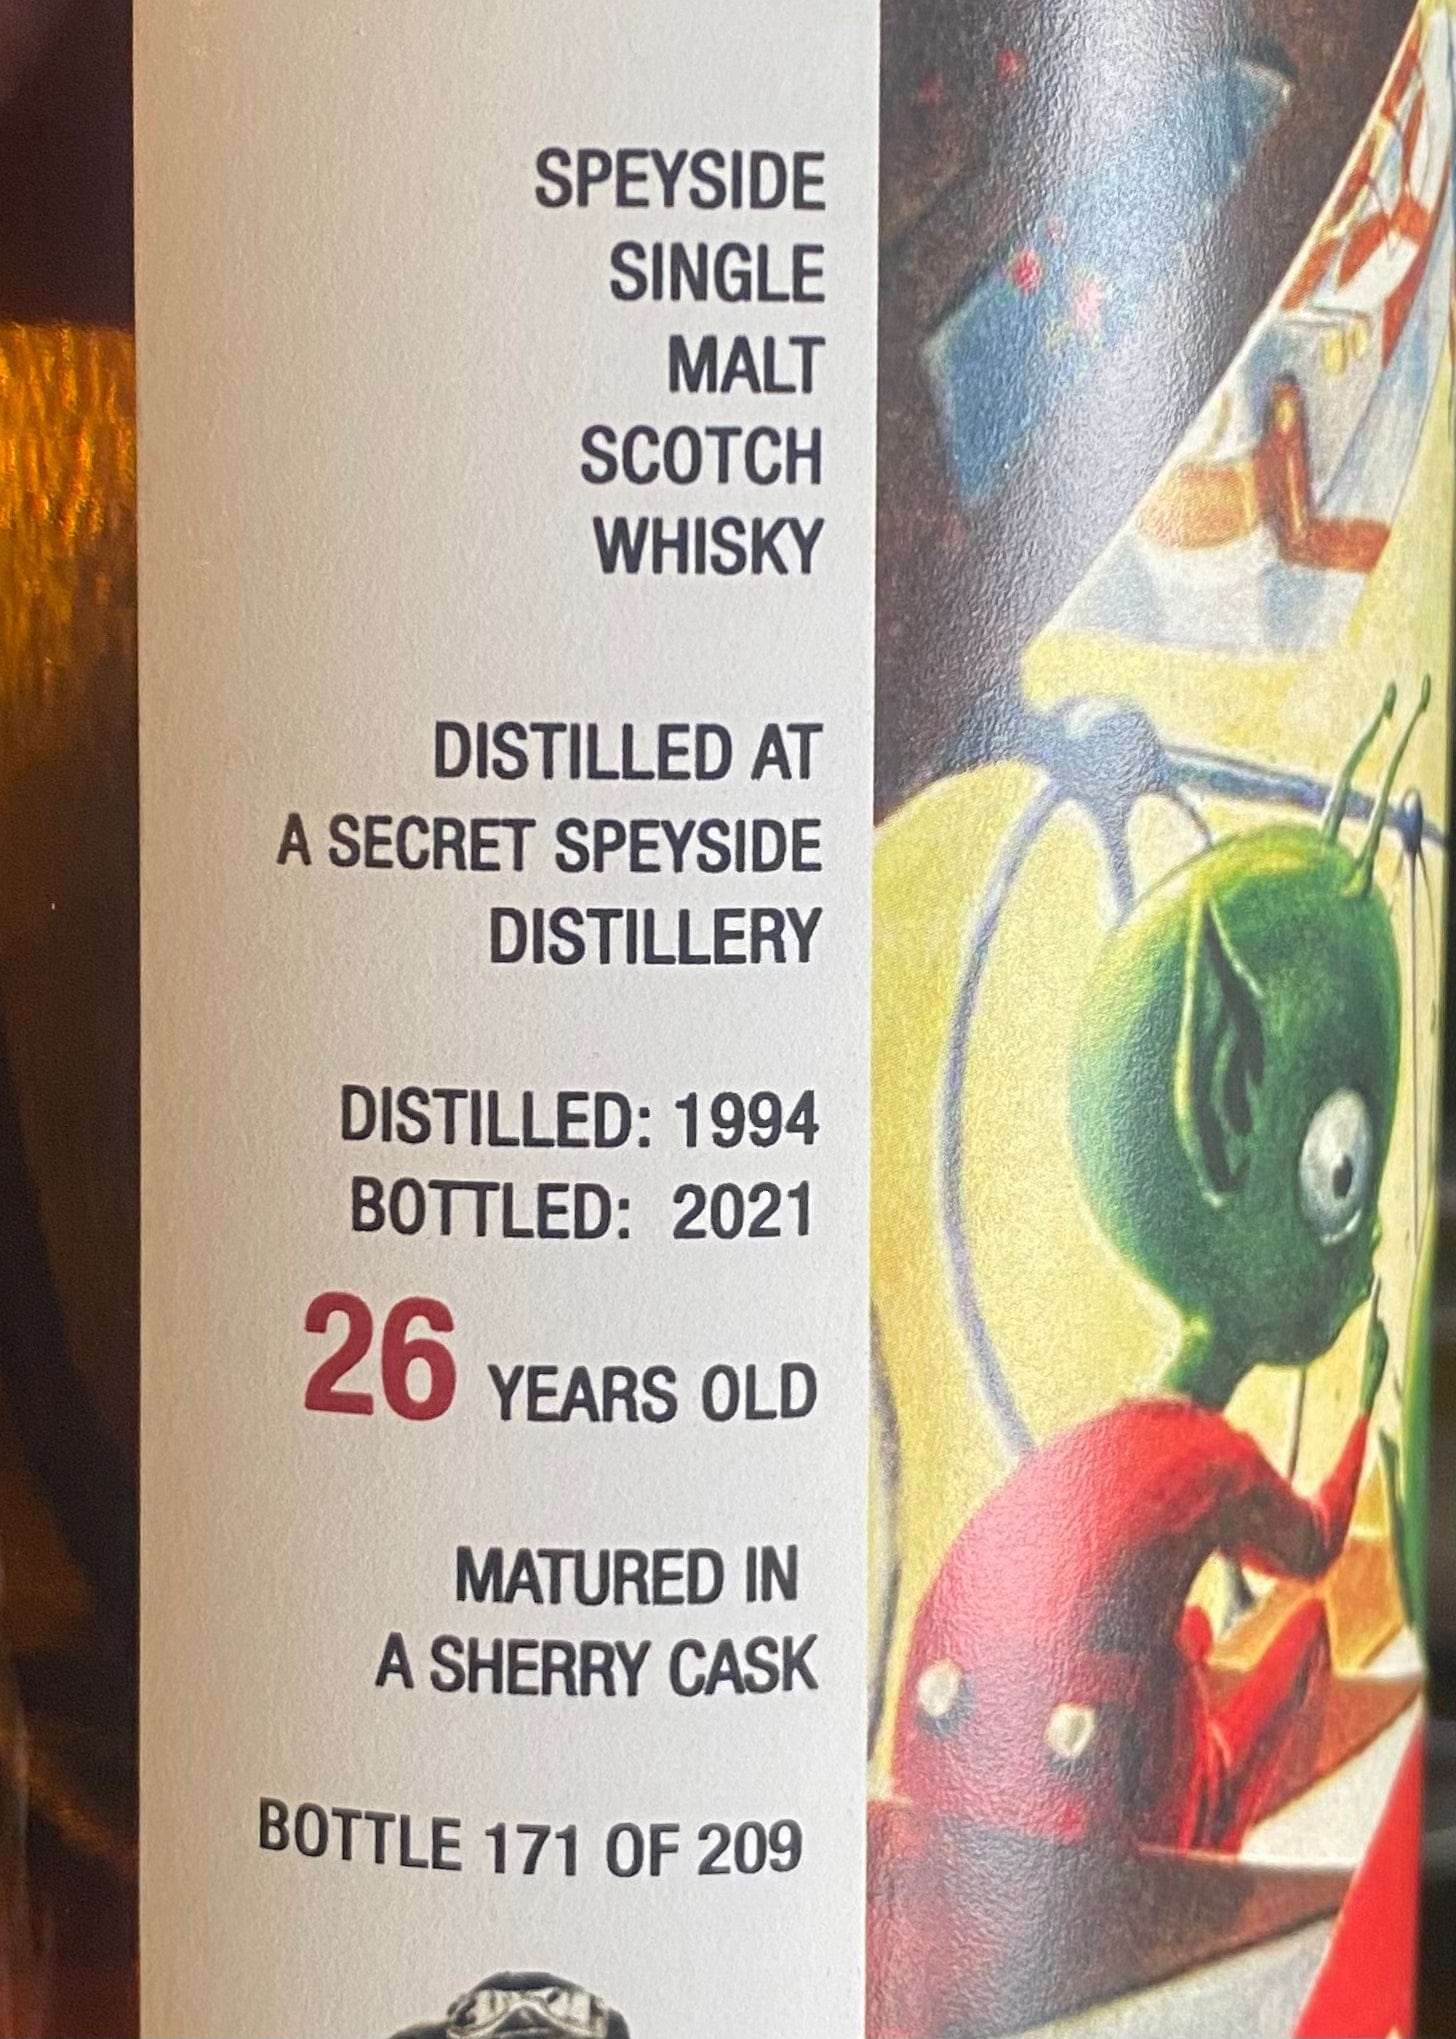 SPEYSIDE
SINGLE
MALT
SCOTCH
WHISKY
DISTILLED AT
A SECRET SPEYSIDE
DISTILLERY
DISTILLED: 1994
BOTTLED: 2021
26 YEARS OLD
MATURED IN
A SHERRY CASK
BOTTLE 171 OF 209